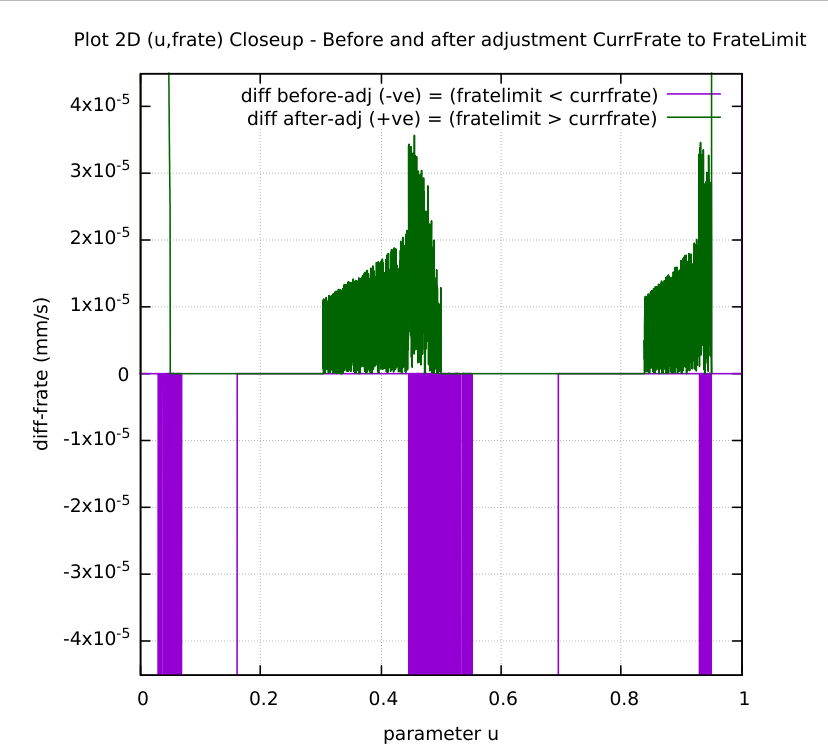 Plot 2D (u,frate) Closeup - Before and after adjustment CurrFrate to FrateLimit
diff before-adj (-ve) = (fratelimit < currfrate)
diff after-adj (+ve) = (fratelimit > currfrate)
4x10⁻⁵
3x10⁻⁵
2x10⁻⁵
1x10⁻⁵
0
-1x10⁻⁵
-2x10⁻⁵
-3x10⁻⁵
-4x10⁻⁵
diff-frate (mm/s)
0 0.2 0.4 0.6 0.8 1
parameter u